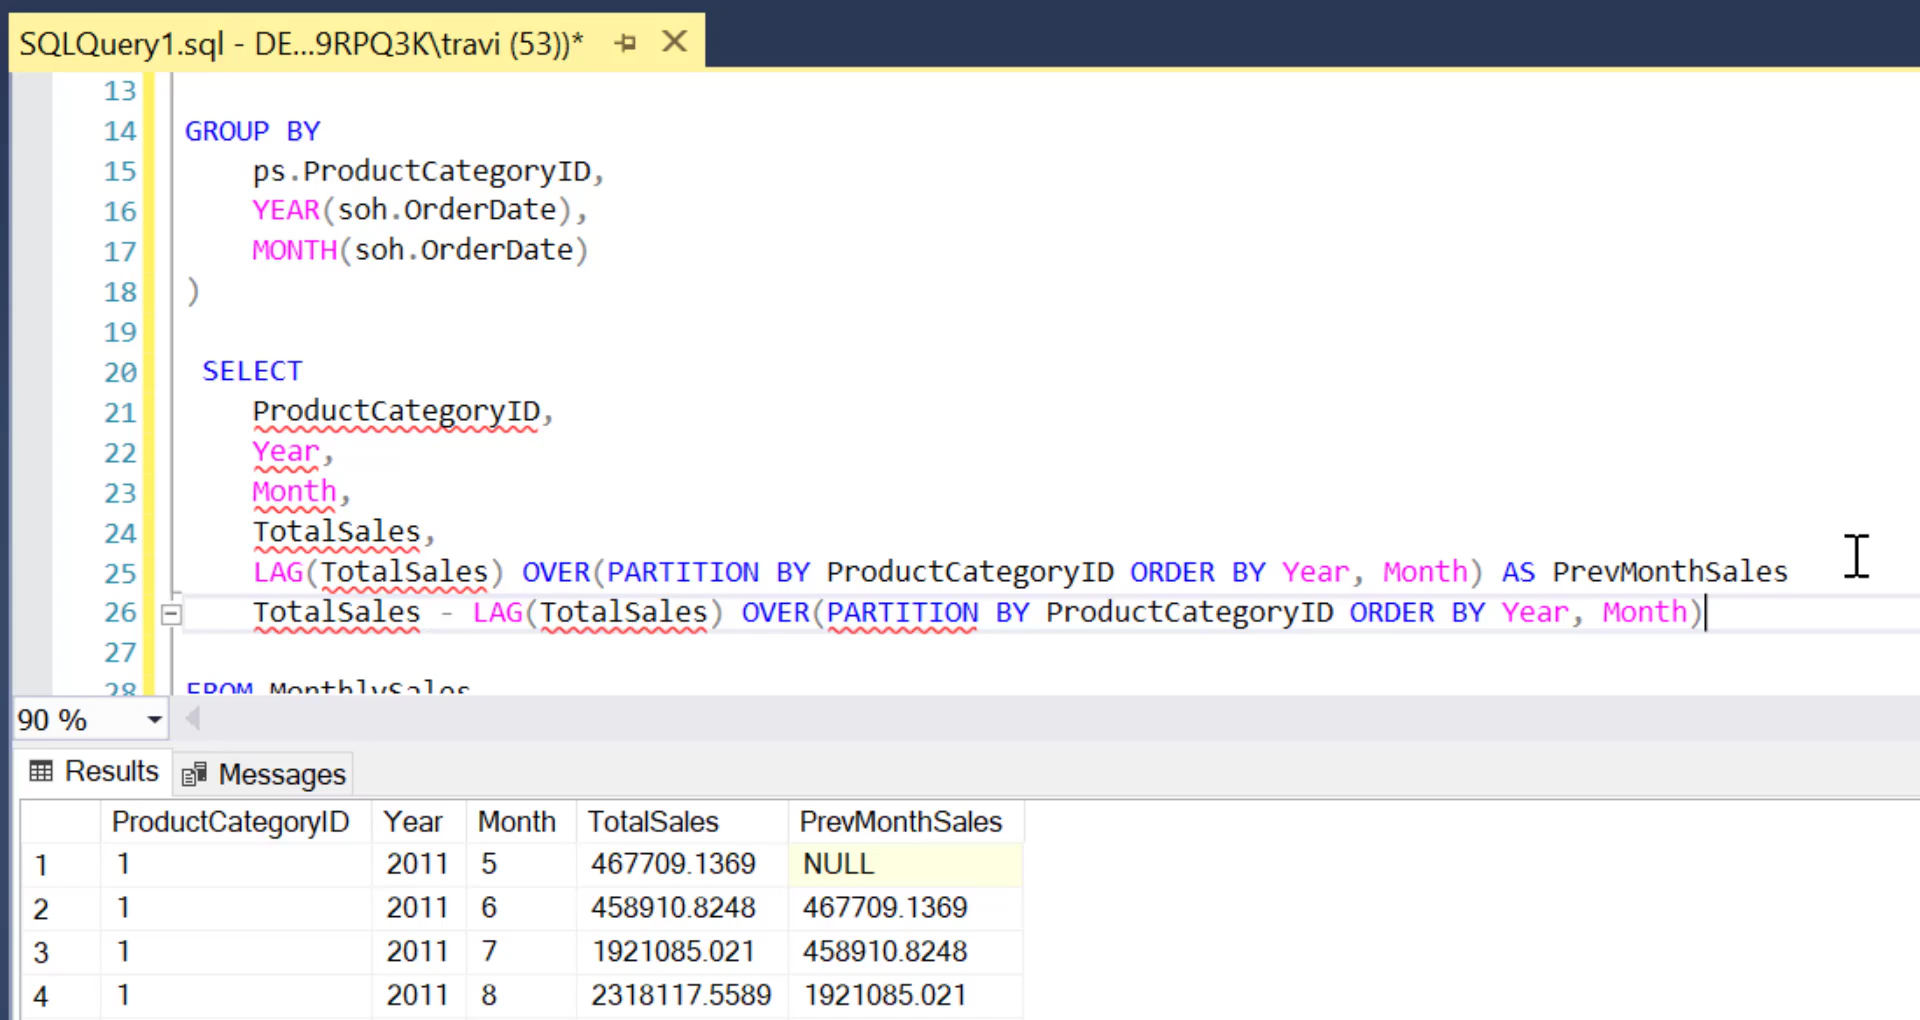 SQLQuery1.sql - DE...9RPQ3K\travi (53))*
13
14 GROUP BY
15 ps.ProductCategoryID,
16 YEAR(soh.OrderDate),
17 MONTH(soh.OrderDate)
18 )
19
20 SELECT
21 ProductCategoryID,
22 Year,
23 Month,
24 TotalSales,
25 LAG(TotalSales) OVER(PARTITION BY ProductCategoryID ORDER BY Year, Month) AS PrevMonthSales
26 TotalSales - LAG(TotalSales) OVER(PARTITION BY ProductCategoryID ORDER BY Year, Month)
27
28 FROM MonthlySales
90 %
Results Messages
ProductCategoryID Year Month TotalSales PrevMonthSales
1 1 2011 5 467709.1369 NULL
2 1 2011 6 458910.8248 467709.1369
3 1 2011 7 1921085.021 458910.8248
4 1 2011 8 2318117.5589 1921085.021